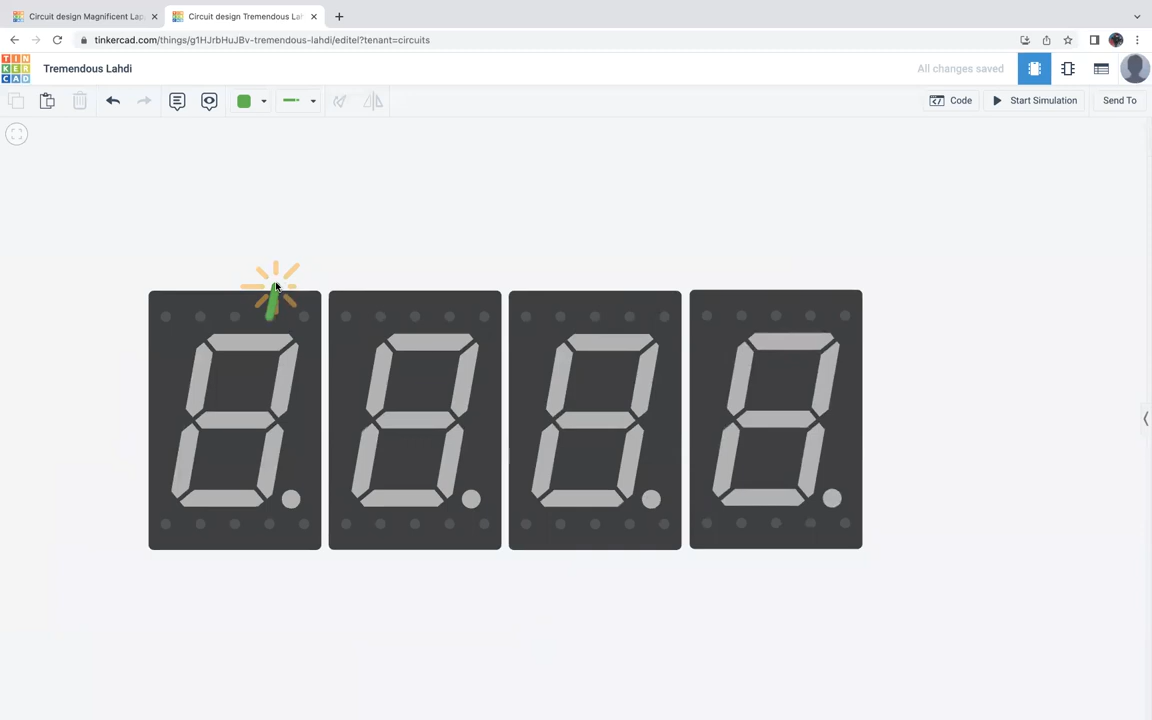 Circuit design Magnificent Lap
Circuit design Tremendous Lah
tinkercad.com/things/g1HJrbHuJBv-tremendous-lahdi/editel?tenant=circuits
TIN
KER
CAD
Tremendous Lahdi
All changes saved
Code
Start Simulation
Send To